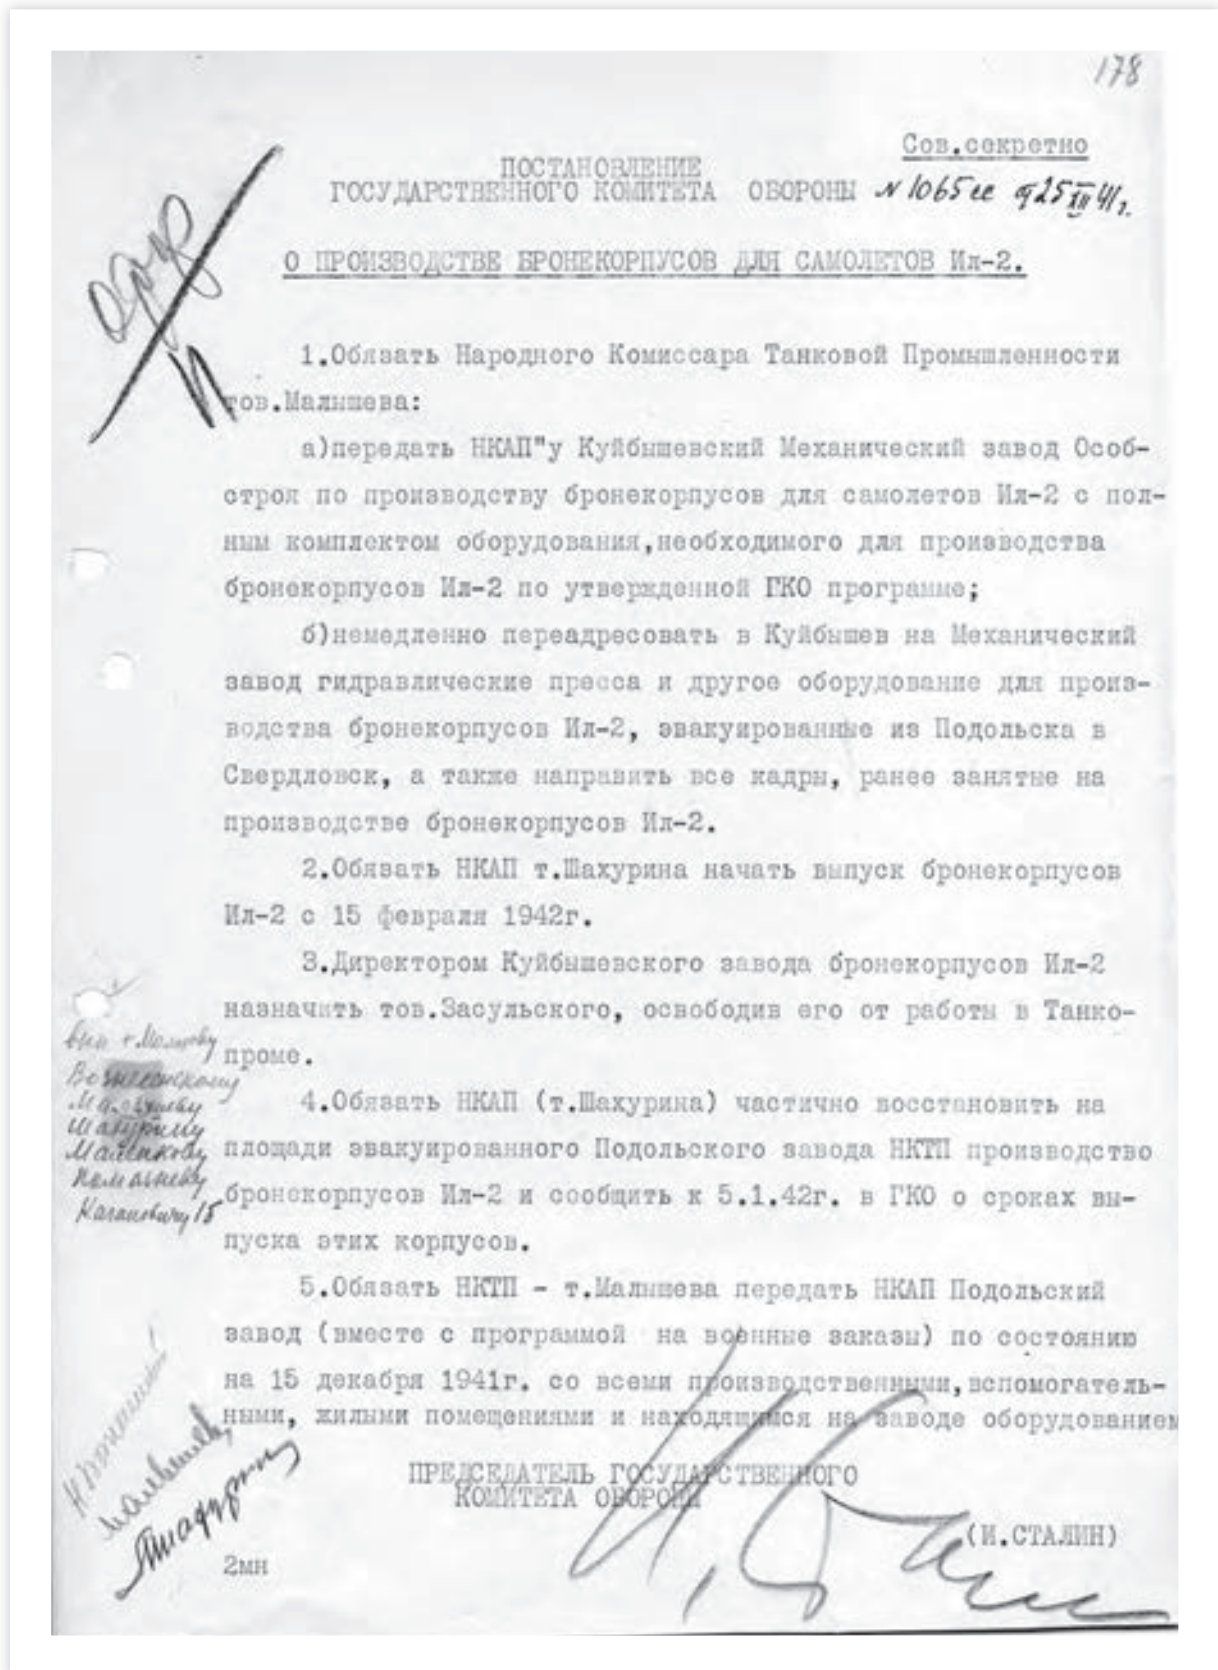 178
Сов.секретно
ПОСТАНОВЛЕНИЕ
ГОСУДАРСТВЕННОГО КОМИТЕТА ОБОРОНЫ № 1065сс от 25 XII 41г.
О ПРОИЗВОДСТВЕ БРОНЕКОРПУСОВ ДЛЯ САМОЛЕТОВ Ил-2.
1.Обязать Народного Комиссара Танковой Промышленности
тов.Малышева:
а)передать НКАП"у Куйбышевский Механический завод Особ-
строя по производству бронекорпусов для самолетов Ил-2 с пол-
ным комплектом оборудования,необходимого для производства
бронекорпусов Ил-2 по утвержденной ГКО программе;
б)немедленно переадресовать в Куйбышев на Механический
завод гидравлические пресса и другое оборудование для произ-
водства бронекорпусов Ил-2, эвакуированные из Подольска в
Свердловск, а также направить все кадры, ранее занятые на
производстве бронекорпусов Ил-2.
2.Обязать НКАП т.Шахурина начать выпуск бронекорпусов
Ил-2 с 15 февраля 1942г.
3.Директором Куйбышевского завода бронекорпусов Ил-2
назначить тов.Засульского, освободив его от работы в Танко-
проме.
4.Обязать НКАП (т.Шахурина) частично восстановить на
площади эвакуированного Подольского завода НКТП производство
бронекорпусов Ил-2 и сообщить к 5.1.42г. в ГКО о сроках вы-
пуска этих корпусов.
5.Обязать НКТП - т.Малышева передать НКАП Подольский
завод (вместе с программой на военные заказы) по состоянию
на 15 декабря 1941г. со всеми производственными,вспомогатель-
ными, жилыми помещениями и находящимся на заводе оборудованием
ПРЕДСЕДАТЕЛЬ ГОСУДАРСТВЕННОГО
КОМИТЕТА ОБОРОНЫ
(И.СТАЛИН)
2мн
Вознесенскому
Малышеву
Шахурину
Маленкову
Кагановичу